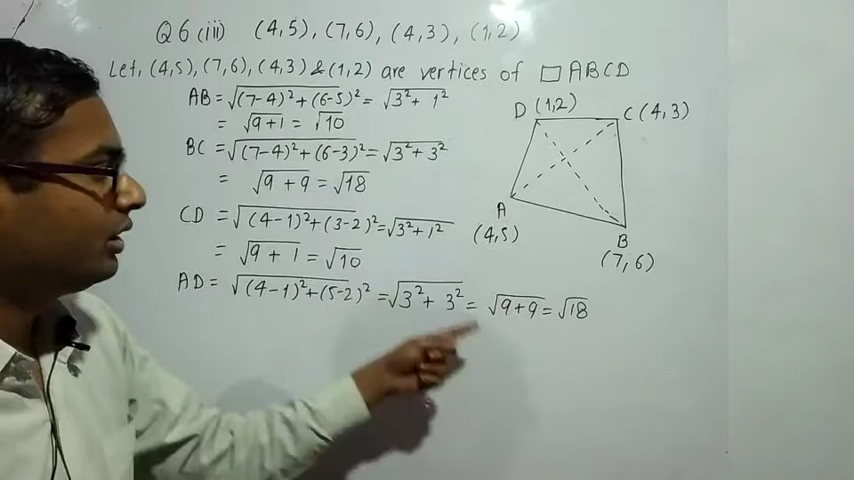 Q6(iii) (4,5), (7,6), (4,3), (1,2)
Let, (4,5), (7,6), (4,3) & (1,2) are vertices of □ ABCD
AB = √(7-4)² + (6-5)² = √3² + 1²
= √9+1 = √10
BC = √(7-4)² + (6-3)² = √3² + 3²
= √9 + 9 = √18
CD = √(4-1)² + (3-2)² = √3² + 1²
= √9 + 1 = √10
AD = √(4-1)² + (5-2)² = √3² + 3² = √9+9 = √18
D (1,2)
C (4,3)
A
(4,5)
B
(7,6)